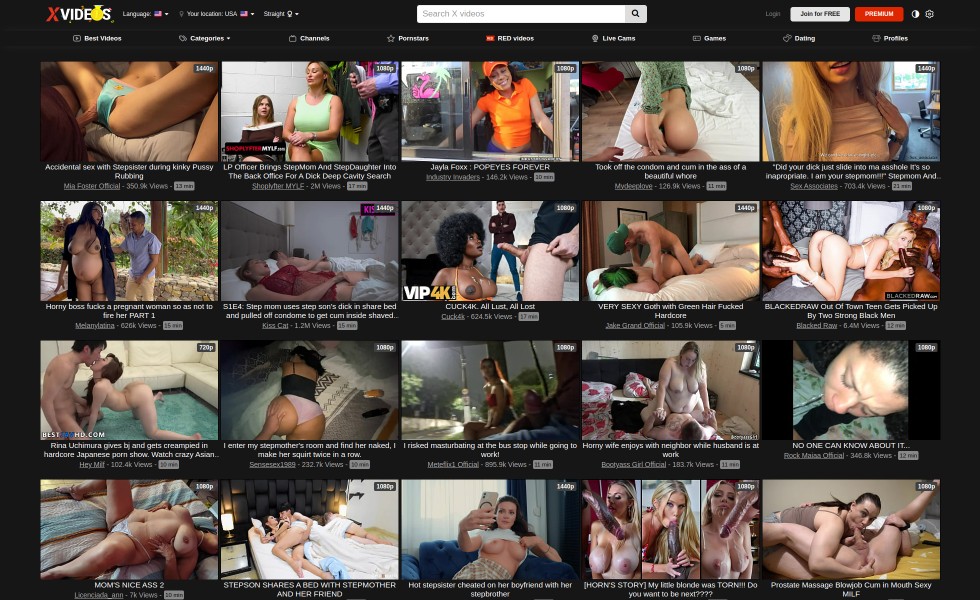 XVIDEOS
Language:
Your location: USA
Straight
Search X videos
Login
Join for FREE
PREMIUM
Best Videos
Categories
Channels
Pornstars
RED videos
Live Cams
Games
Dating
Profiles
1440p
Accidental sex with Stepsister during kinky Pussy
Rubbing
Mia Foster Official - 350.9k Views - 13 min
1080p
SHOPLYFTERMYLF.COM
LP Officer Brings StepMom And StepDaughter Into
The Back Office For A Dick Deep Cavity Search
Shoplyfter MYLF - 2M Views - 17 min
1080p
Jayla Foxx : POPEYES FOREVER
Industry Invaders - 146.2k Views - 10 min
1080p
Took off the condom and cum in the ass of a
beautiful whore
Mydeeplove - 126.9k Views - 11 min
1440p
"Did your dick just slide into ma asshole It's so
inapropriate. I am your stepmom!!!" Stepmom And..
Sex Associates - 703.4k Views - 21 min
1440p
Horny boss fucks a pregnant woman so as not to
fire her PART 1
Melanylatina - 626k Views - 15 min
1440p
S1E4: Step mom uses step son's dick in share bed
and pulled off condome to get cum inside shaved..
Kiss Cat - 1.2M Views - 15 min
1080p
VIP4K
CUCK4K. All Lust, All Lost
Cuck4k - 624.5k Views - 17 min
1440p
VERY SEXY Goth with Green Hair Fucked
Hardcore
Jake Grand Official - 105.9k Views - 5 min
1080p
BLACKEDRAW.com
BLACKEDRAW Out Of Town Teen Gets Picked Up
By Two Strong Black Men
Blacked Raw - 6.4M Views - 12 min
720p
Rina Uchimura gives bj and gets creampied in
hardcore Japanese porn show. Watch crazy Asian..
Hey Milf - 102.4k Views - 10 min
1080p
I enter my stepmother's room and find her naked, I
make her squirt twice in a row.
Sensesex1989 - 232.7k Views - 10 min
1080p
I risked masturbating at the bus stop while going to
work!
Meteflix1 Official - 895.9k Views - 11 min
1080p
Horny wife enjoys with neighbor while husband is at
work
Bootyass Girl Official - 183.7k Views - 11 min
1080p
NO ONE CAN KNOW ABOUT IT...
Rock Maiaa Official - 346.8k Views - 12 min
1080p
MOM'S NICE ASS 2
Licenciada_ann - 7k Views - 10 min
1080p
STEPSON SHARES A BED WITH STEPMOTHER
AND HER FRIEND
1440p
Hot stepsister cheated on her boyfriend with her
stepbrother
1080p
[HORN'S STORY] My little blonde was TORN!!! Do
you want to be next????
1080p
Prostate Massage Blowjob Cum in Mouth Sexy
MILF